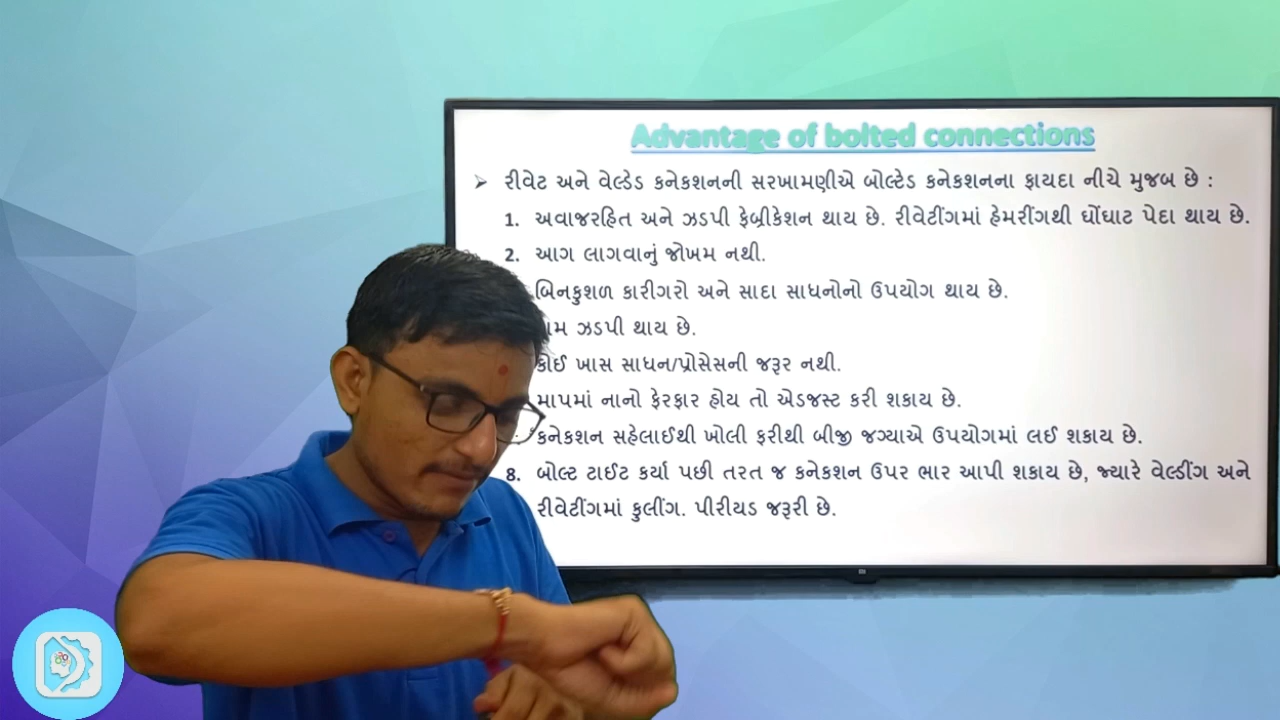 Advantage of bolted connections
➢ રીવેટ અને વેલ્ડેડ કનેકશનની સરખામણીએ બોલ્ટેડ કનેકશનના ફાયદા નીચે મુજબ છે :
1. અવાજરહિત અને ઝડપી ફેબ્રીકેશન થાય છે. રીવેટીંગમાં હેમરીંગથી ઘોંઘાટ પેદા થાય છે.
2. આગ લાગવાનું જોખમ નથી.
બિનકુશળ કારીગરો અને સાદા સાધનોનો ઉપયોગ થાય છે.
ઝડપી થાય છે.
કોઈ ખાસ સાધન/પ્રોસેસની જરૂર નથી.
માપમાં નાનો ફેરફાર હોય તો એડજસ્ટ કરી શકાય છે.
કનેકશન સહેલાઈથી ખોલી ફરીથી બીજી જગ્યાએ ઉપયોગમાં લઈ શકાય છે.
8. બોલ્ટ ટાઈટ કર્યા પછી તરત જ કનેકશન ઉપર ભાર આપી શકાય છે, જ્યારે વેલ્ડીંગ અને
રીવેટીંગમાં કુલીંગ. પીરીયડ જરૂરી છે.